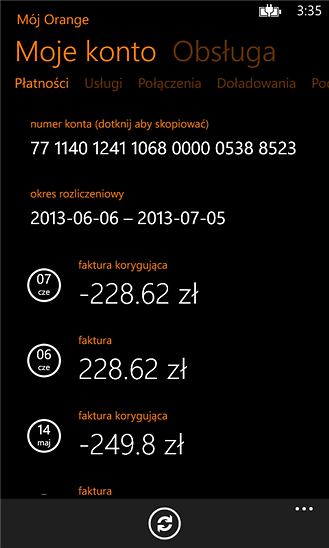 3:35
Mój Orange
Moje konto Obsługa
Płatności Usługi Połączenia Doładowania
numer konta (dotknij aby skopiować)
77 1140 1241 1068 0000 0538 8523
okres rozliczeniowy
2013-06-06 – 2013-07-05
faktura korygująca
07
cze
-228.62 zł
faktura
06
cze
228.62 zł
faktura korygująca
14
maj
-249.8 zł
faktura